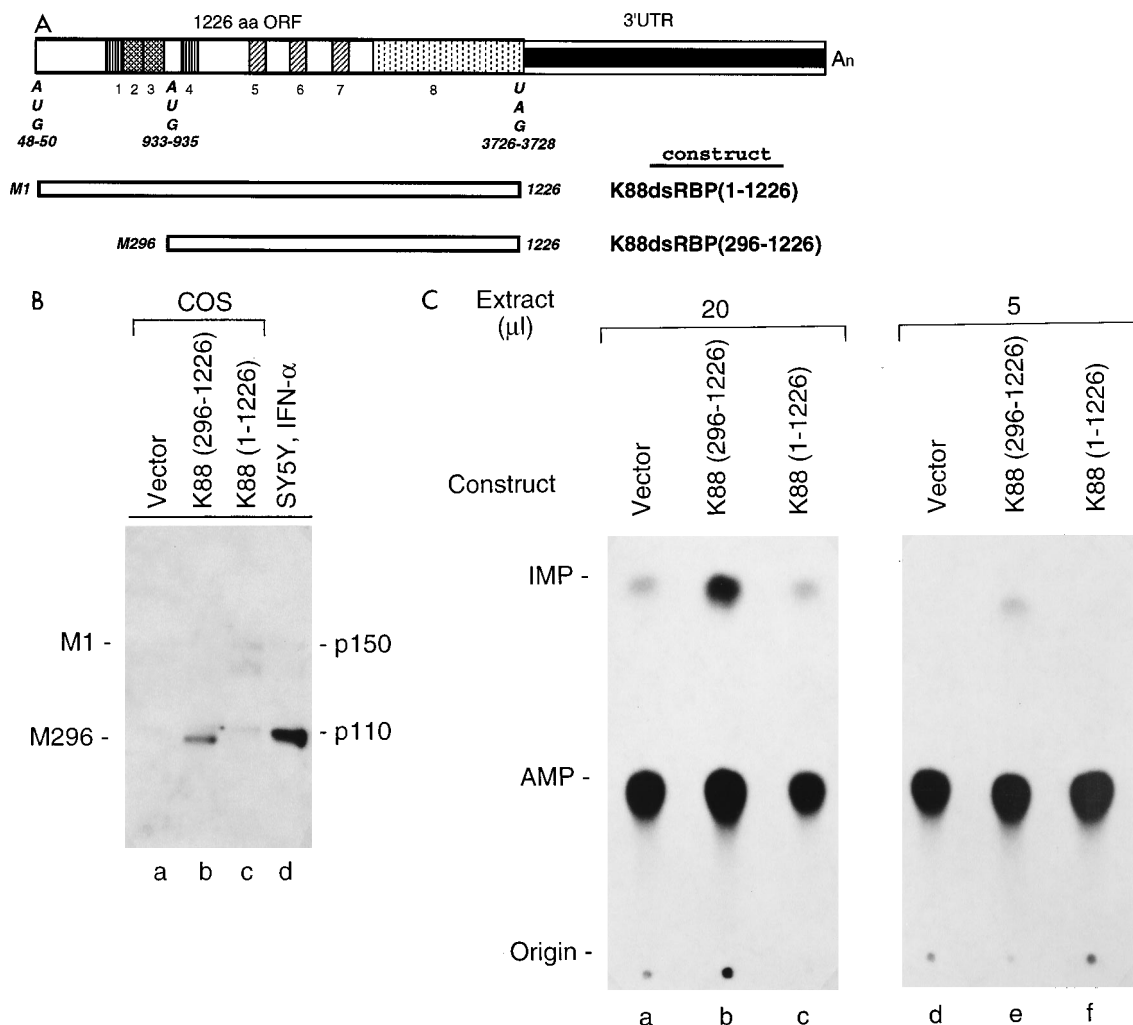 A
1226 aa ORF
3'UTR
An
1 2 3 4 5 6 7 8
AUG
48-50
AUG
933-935
UAG
3726-3728
construct
M1 1226 K88dsRBP(1-1226)
M296 1226 K88dsRBP(296-1226)
B
COS
Vector
K88 (296-1226)
K88 (1-1226)
SY5Y, IFN-α
M1 -
- p150
M296 -
- p110
a b c d
C
Extract (µl)
20
5
Construct
Vector
K88 (296-1226)
K88 (1-1226)
Vector
K88 (296-1226)
K88 (1-1226)
IMP -
AMP -
Origin -
a b c d e f